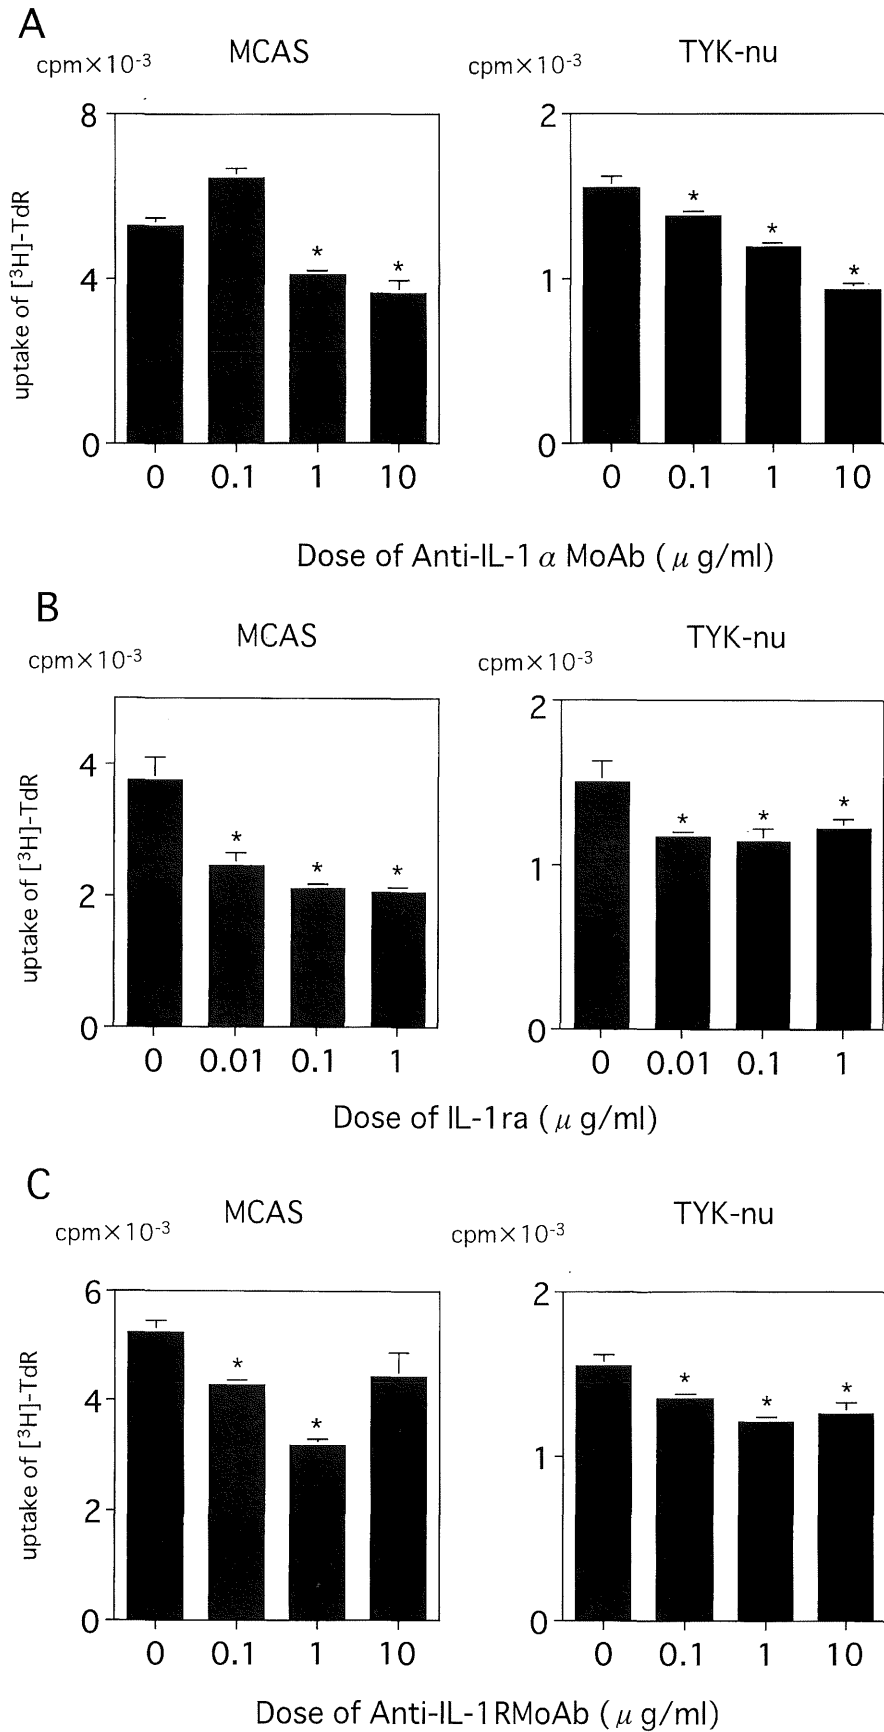 A
MCAS
TYK-nu
cpm×10⁻³
cpm×10⁻³
uptake of [³H]-TdR
8
4
0
* *
0 0.1 1 10
2
1
0
* * *
0 0.1 1 10
Dose of Anti-IL-1 α MoAb ( μ g/ml)
B
MCAS
TYK-nu
cpm×10⁻³
cpm×10⁻³
uptake of [³H]-TdR
4
2
0
* * *
0 0.01 0.1 1
2
1
0
* * *
0 0.01 0.1 1
Dose of IL-1ra ( μ g/ml)
C
MCAS
TYK-nu
cpm×10⁻³
cpm×10⁻³
uptake of [³H]-TdR
6
4
2
0
* *
0 0.1 1 10
2
1
0
* * *
0 0.1 1 10
Dose of Anti-IL-1RMoAb ( μ g/ml)